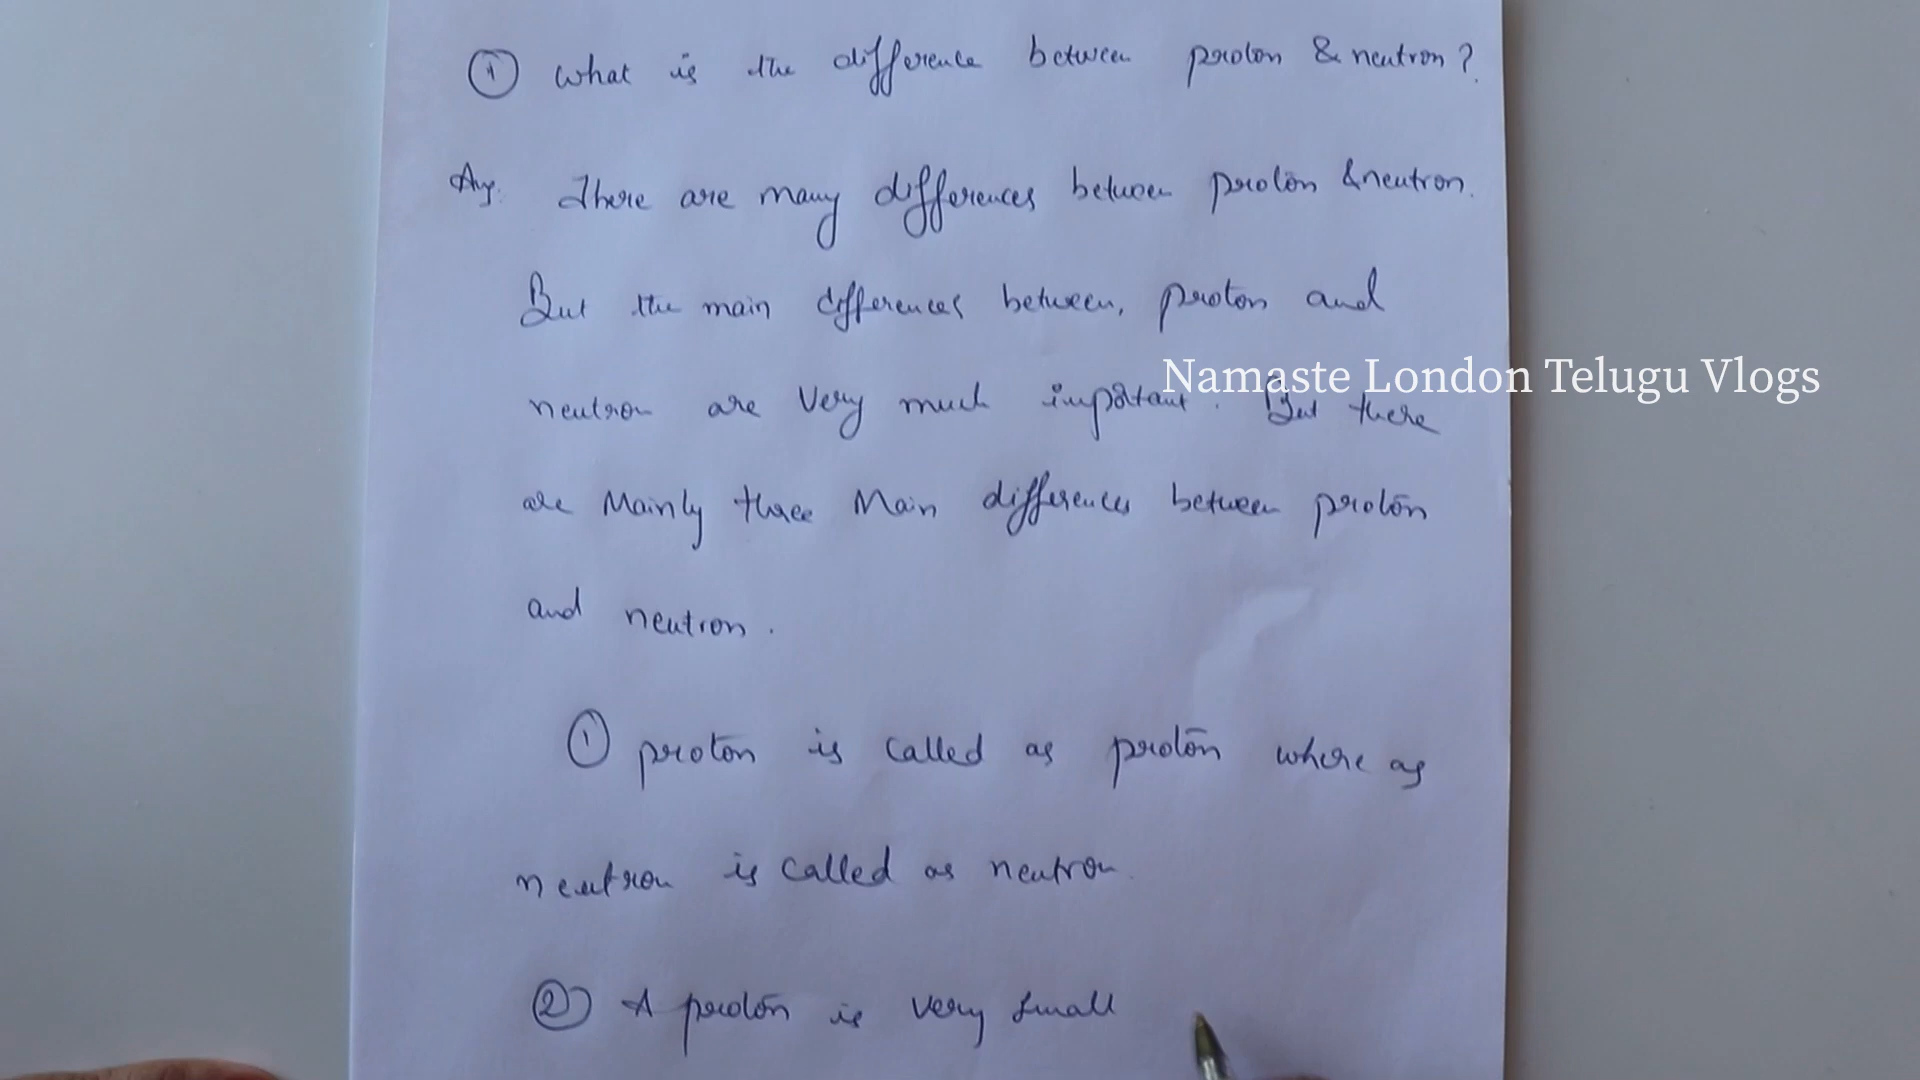 ① What is the difference between proton & neutron?
Ans. There are many differences between proton & neutron.
But the main differences between, proton and
Namaste London Telugu Vlogs
neutron are very much important. But there
are Mainly three Main differences between proton
and neutron.
① proton is called as proton where as
neutron is called as neutron.
② A proton is very small